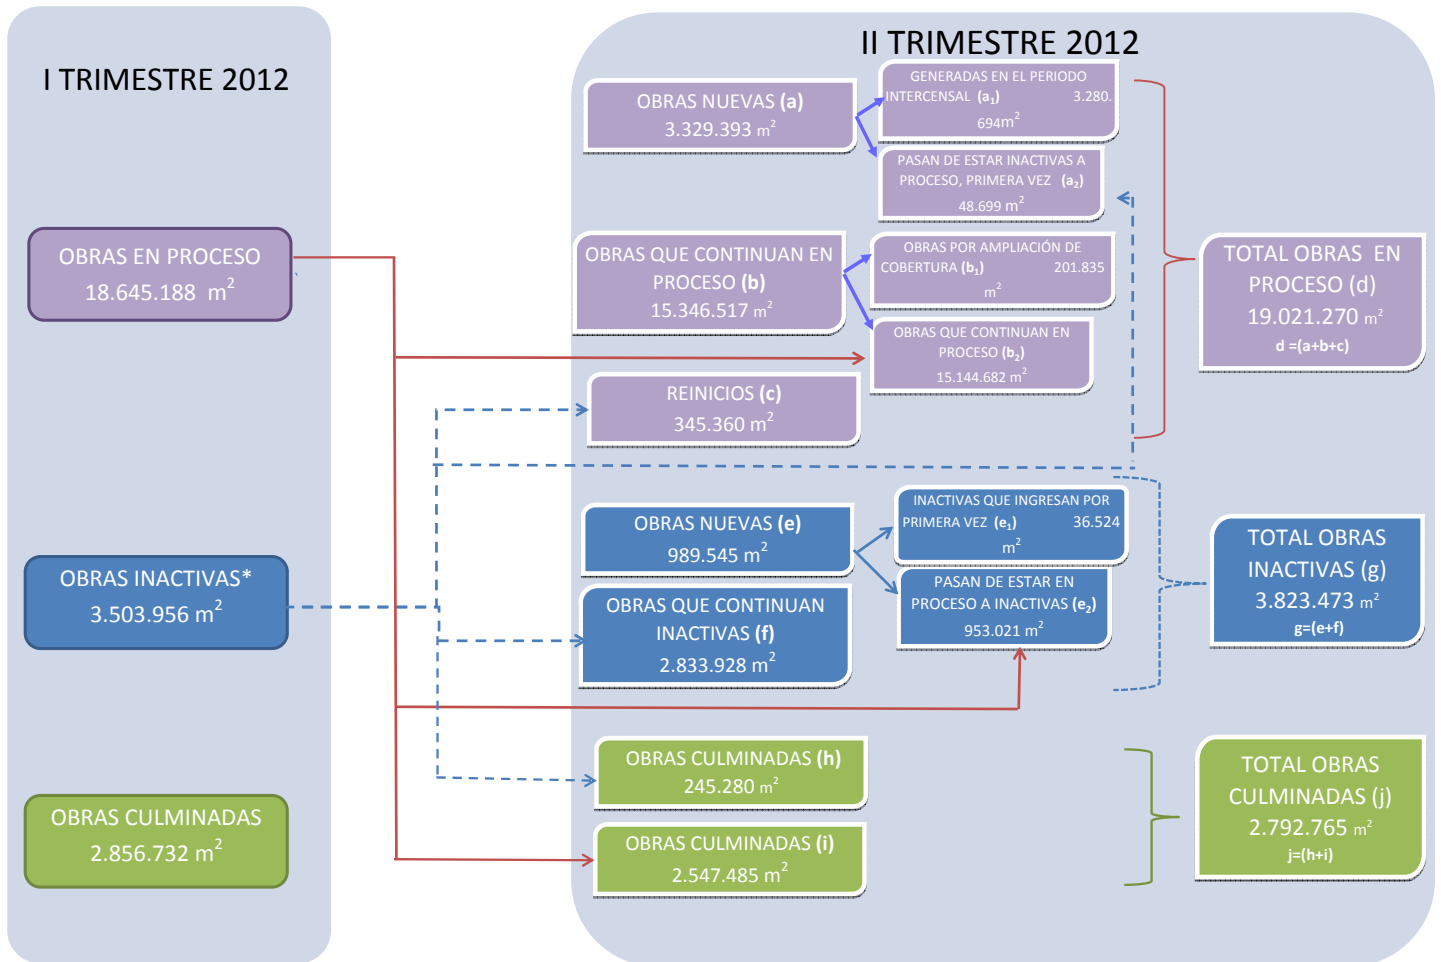 I TRIMESTRE 2012
OBRAS EN PROCESO
18.645.188 m²
OBRAS INACTIVAS*
3.503.956 m²
OBRAS CULMINADAS
2.856.732 m²
II TRIMESTRE 2012
OBRAS NUEVAS (a)
3.329.393 m²
GENERADAS EN EL PERIODO
INTERCENSAL (a₁) 3.280.
694m²
PASAN DE ESTAR INACTIVAS A
PROCESO, PRIMERA VEZ (a₂)
48.699 m²
OBRAS QUE CONTINUAN EN
PROCESO (b)
15.346.517 m²
OBRAS POR AMPLIACIÓN DE
COBERTURA (b₁) 201.835
m²
OBRAS QUE CONTINUAN EN
PROCESO (b₂)
15.144.682 m²
REINICIOS (c)
345.360 m²
TOTAL OBRAS EN
PROCESO (d)
19.021.270 m²
d =(a+b+c)
OBRAS NUEVAS (e)
989.545 m²
INACTIVAS QUE INGRESAN POR
PRIMERA VEZ (e₁) 36.524
m²
PASAN DE ESTAR EN
PROCESO A INACTIVAS (e₂)
953.021 m²
OBRAS QUE CONTINUAN
INACTIVAS (f)
2.833.928 m²
TOTAL OBRAS
INACTIVAS (g)
3.823.473 m²
g=(e+f)
OBRAS CULMINADAS (h)
245.280 m²
OBRAS CULMINADAS (i)
2.547.485 m²
TOTAL OBRAS
CULMINADAS (j)
2.792.765 m²
j=(h+i)